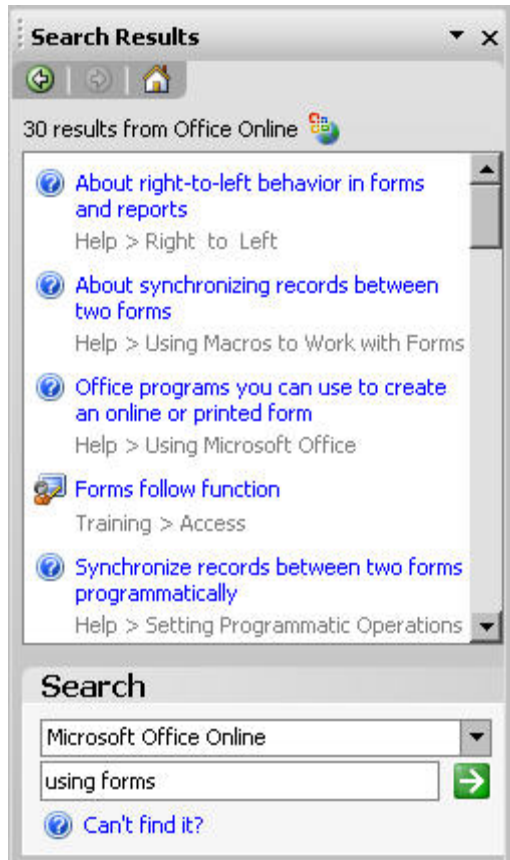 Search Results
30 results from Office Online
About right-to-left behavior in forms
and reports
Help > Right to Left
About synchronizing records between
two forms
Help > Using Macros to Work with Forms
Office programs you can use to create
an online or printed form
Help > Using Microsoft Office
Forms follow function
Training > Access
Synchronize records between two forms
programmatically
Help > Setting Programmatic Operations
Search
Microsoft Office Online
using forms
Can't find it?